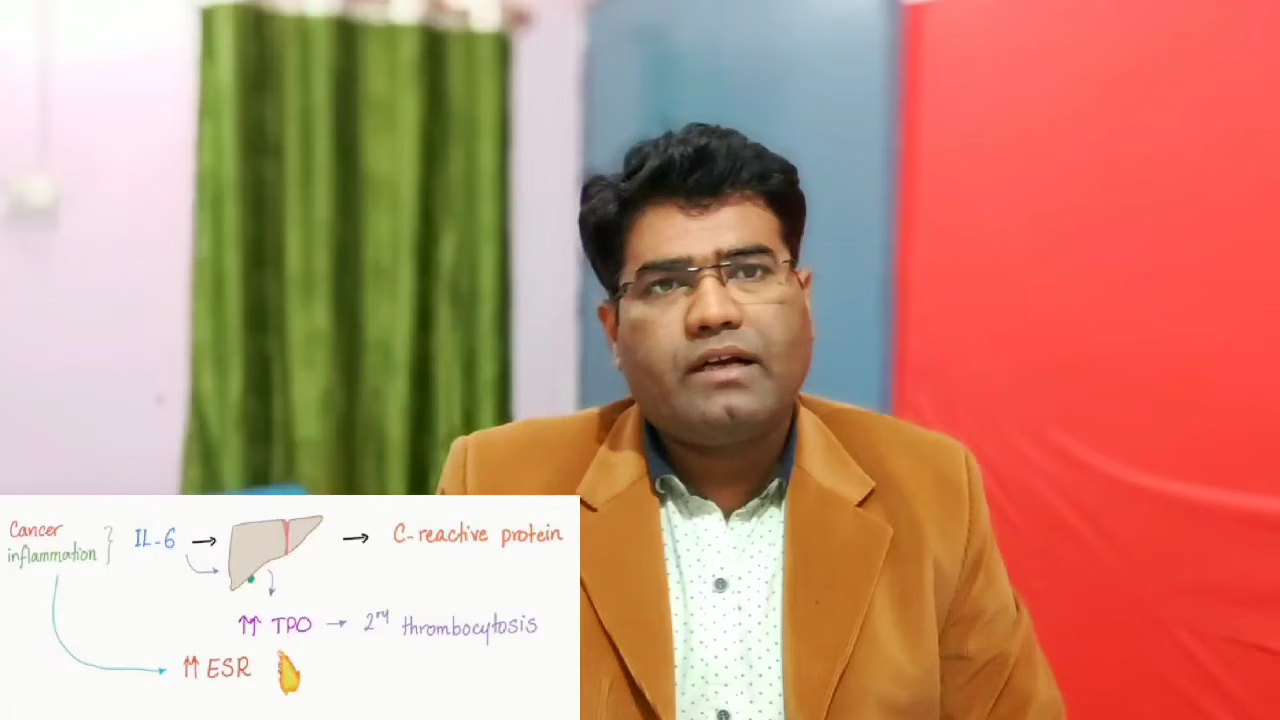 Cancer
inflammation } IL-6 → → C-reactive protein
↑↑ TPO → 2ry thrombocytosis
↑↑ ESR